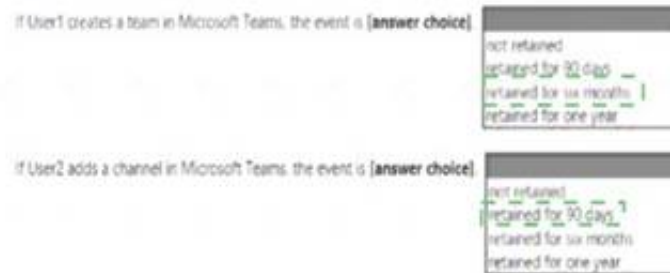 If User1 creates a team in Microsoft Teams, the event is [answer choice]
not retained
retained for 90 days
retained for six months
retained for one year
If User2 adds a channel in Microsoft Teams, the event is [answer choice]
not retained
retained for 90 days
retained for six months
retained for one year